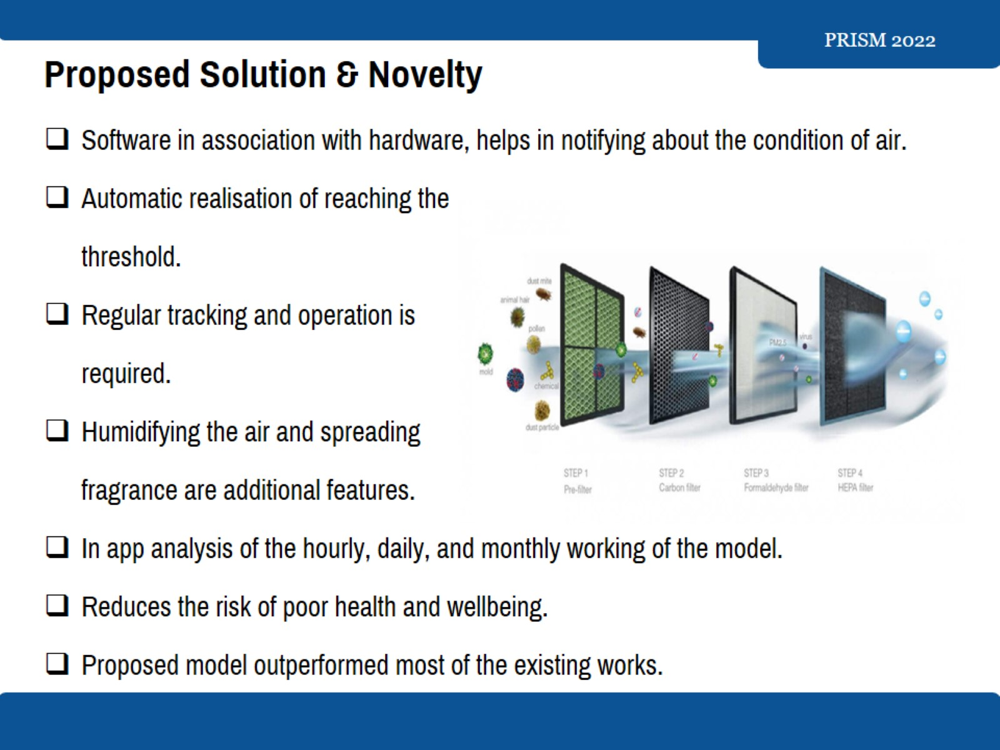 PRISM 2022
Proposed Solution & Novelty
Software in association with hardware, helps in notifying about the condition of air.
Automatic realisation of reaching the
threshold.
Regular tracking and operation is
required.
Humidifying the air and spreading
fragrance are additional features.
In app analysis of the hourly, daily, and monthly working of the model.
Reduces the risk of poor health and wellbeing.
Proposed model outperformed most of the existing works.
dust mite
animal hair
pollen
mold
chemical
dust particle
PM2.5
virus
STEP 1
Pre-filter
STEP 2
Carbon filter
STEP 3
Formaldehyde filter
STEP 4
HEPA filter